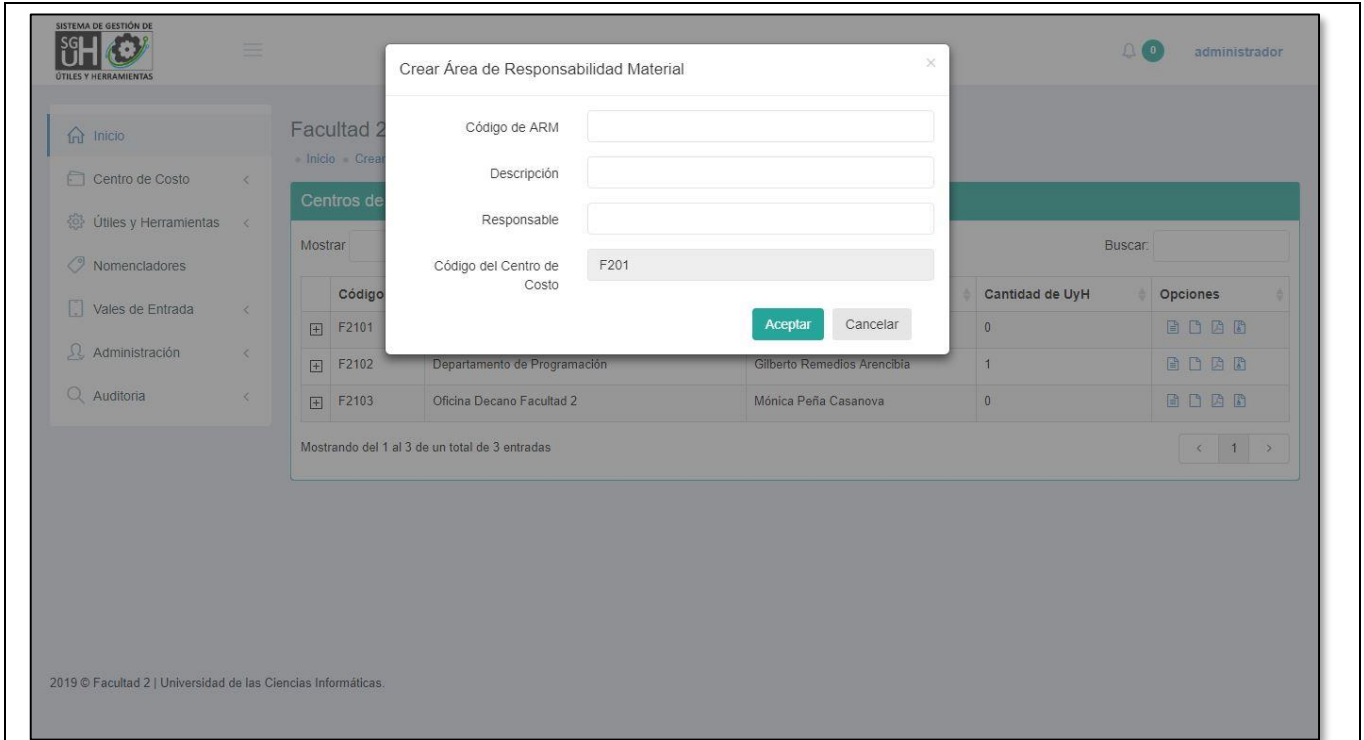 SISTEMA DE GESTIÓN DE
SG
UH
ÚTILES Y HERRAMIENTAS
0
administrador
Crear Área de Responsabilidad Material
×
Código de ARM
Descripción
Responsable
Código del Centro de
Costo
F201
Aceptar
Cancelar
Inicio
Centro de Costo <
Útiles y Herramientas <
Nomencladores
Vales de Entrada <
Administración <
Auditoria <
Facultad 2
» Inicio » Crear
Centros de
Mostrar
Buscar:
Código Cantidad de UyH Opciones
F2101 0
F2102 Departamento de Programación Gilberto Remedios Arencibia 1
F2103 Oficina Decano Facultad 2 Mónica Peña Casanova 0
Mostrando del 1 al 3 de un total de 3 entradas
< 1 >
2019 © Facultad 2 | Universidad de las Ciencias Informáticas.